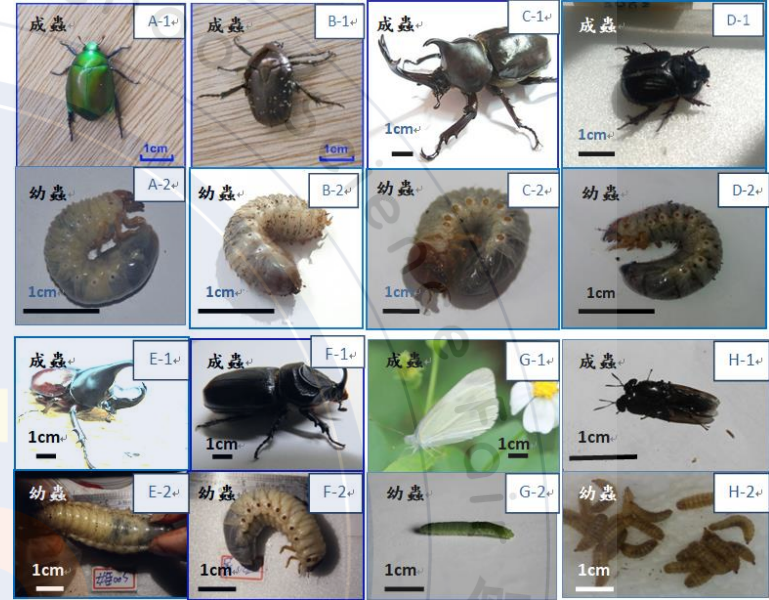 成蟲 A-1
1cm
成蟲 B-1
1cm
成蟲 C-1
1cm
成蟲 D-1
1cm
幼蟲 A-2
1cm
幼蟲 B-2
1cm
幼蟲 C-2
1cm
幼蟲 D-2
1cm
成蟲 E-1
1cm
成蟲 F-1
1cm
成蟲 G-1
1cm
成蟲 H-1
1cm
幼蟲 E-2
1cm
幼蟲 F-2
1cm
幼蟲 G-2
1cm
幼蟲 H-2
1cm